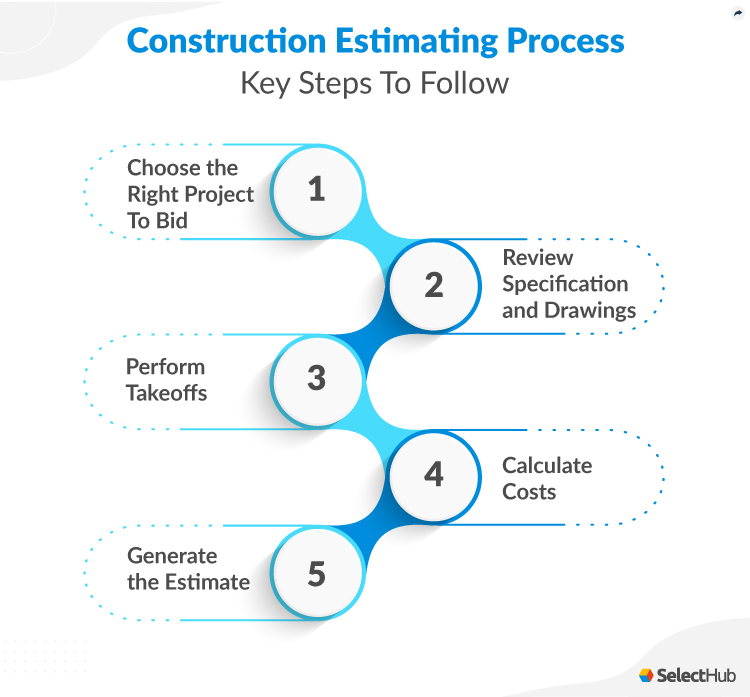 Construction Estimating Process
Key Steps To Follow
Choose the
Right Project
To Bid
1
2
Review
Specification
and Drawings
Perform
Takeoffs
3
4
Calculate
Costs
Generate
the Estimate
5
SelectHub